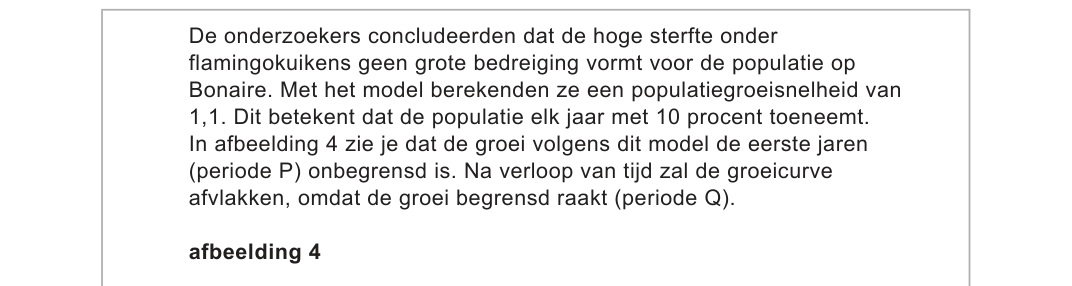 De onderzoekers concludeerden dat de hoge sterfte onder
flamingokuikens geen grote bedreiging vormt voor de populatie op
Bonaire. Met het model berekenden ze een populatiegroeisnelheid van
1,1. Dit betekent dat de populatie elk jaar met 10 procent toeneemt.
In afbeelding 4 zie je dat de groei volgens dit model de eerste jaren
(periode P) onbegrensd is. Na verloop van tijd zal de groeicurve
afvlakken, omdat de groei begrensd raakt (periode Q).
afbeelding 4